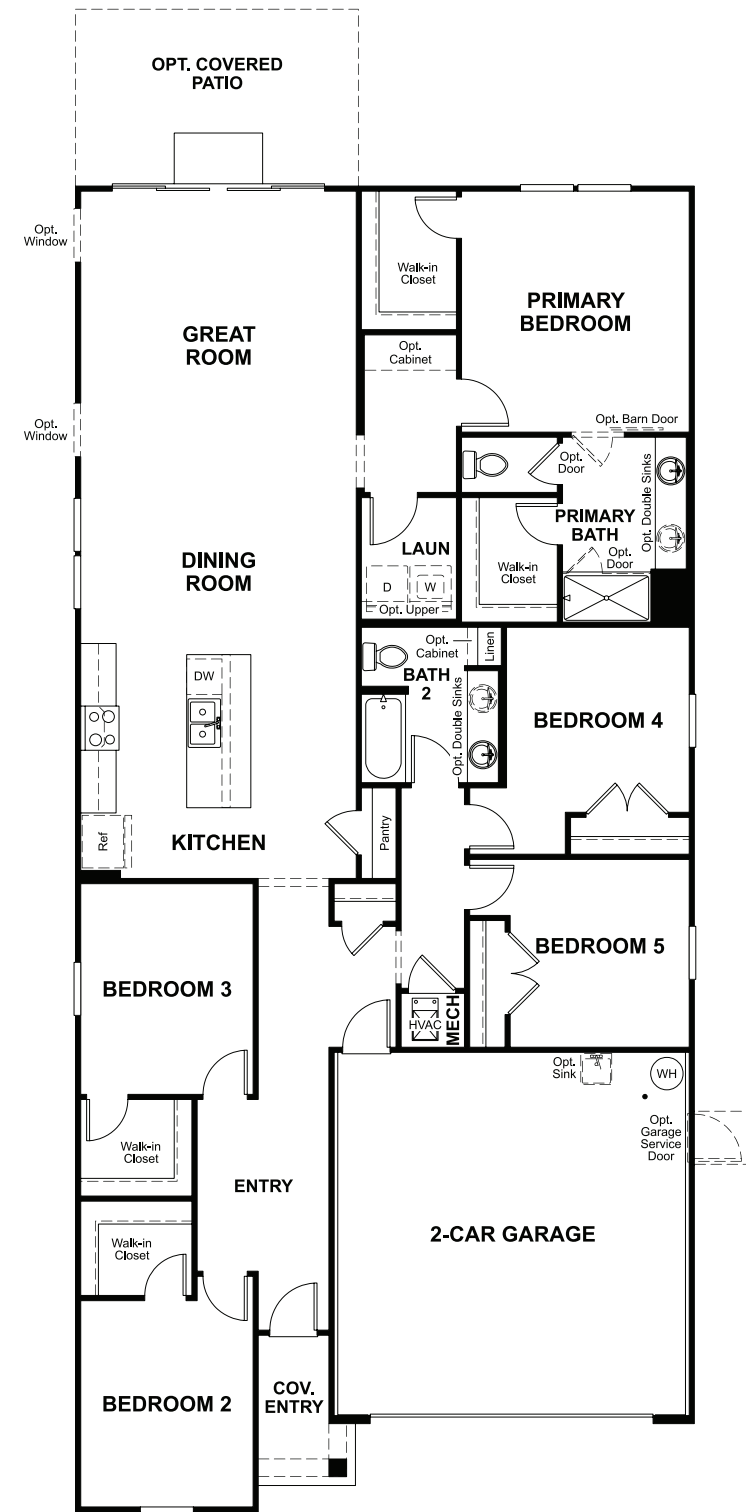 OPT. COVERED
PATIO
Opt.
Window
Walk-in
Closet
PRIMARY
BEDROOM
GREAT
ROOM
Opt.
Cabinet
Opt.
Window
Opt. Barn Door
Opt.
Door
Opt. Double Sinks
PRIMARY
BATH
Opt.
Door
LAUN
Walk-in
Closet
DINING
ROOM
D
W
Opt. Upper
Opt.
Cabinet
Linen
BATH
2
Opt. Double Sinks
DW
BEDROOM 4
Ref
KITCHEN
Pantry
BEDROOM 5
BEDROOM 3
HVAC
MECH
Opt.
Sink
WH
Opt.
Garage
Service
Door
Walk-in
Closet
ENTRY
2-CAR GARAGE
Walk-in
Closet
BEDROOM 2
COV.
ENTRY